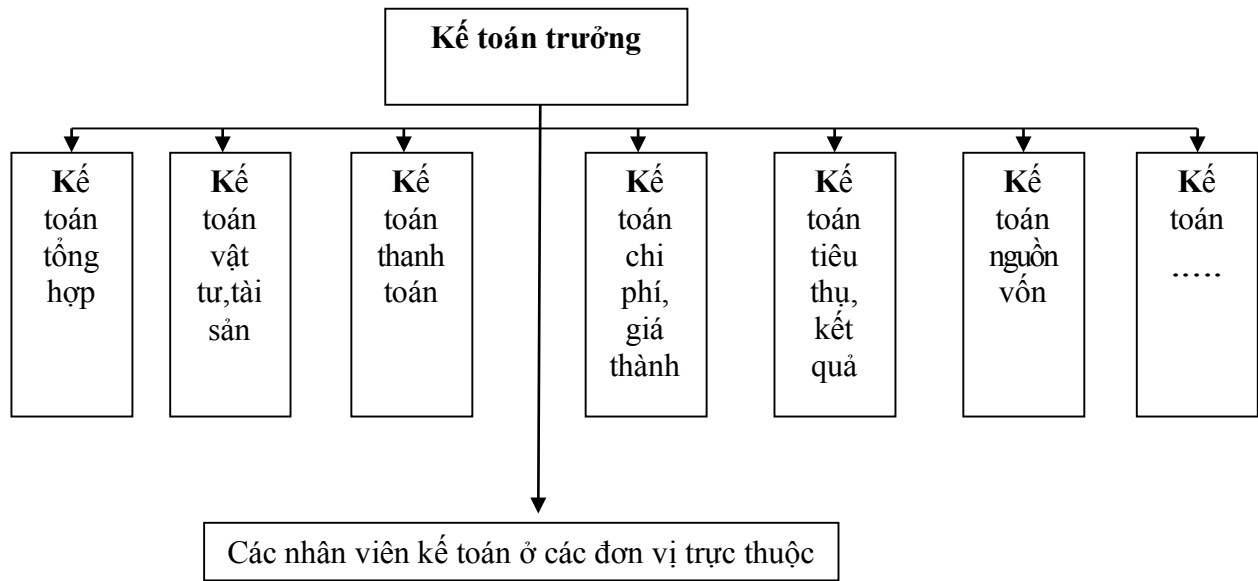 Kế toán trưởng
Kế
toán
tổng
hợp
Kế
toán
vật
tư,tài
sản
Kế
toán
thanh
toán
Kế
toán
chi
phí,
giá
thành
Kế
toán
tiêu
thụ,
kết
quả
Kế
toán
nguồn
vốn
Kế
toán
.....
Các nhân viên kế toán ở các đơn vị trực thuộc